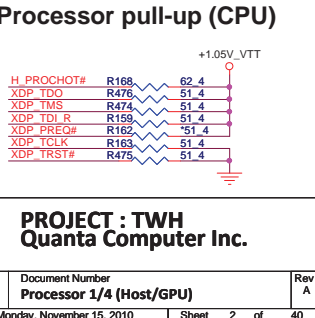 Processor pull-up (CPU)
+1.05V_VTT
H_PROCHOT# R168 62_4
XDP_TDO R476 51_4
XDP_TMS R474 51_4
XDP_TDI_R R159 51_4
XDP_PREQ# R162 *51_4
XDP_TCLK R163 51_4
XDP_TRST# R475 51_4
PROJECT : TWH
Quanta Computer Inc.
Document Number Rev
Processor 1/4 (Host/GPU) A
Monday, November 15, 2010 Sheet 2 of 40